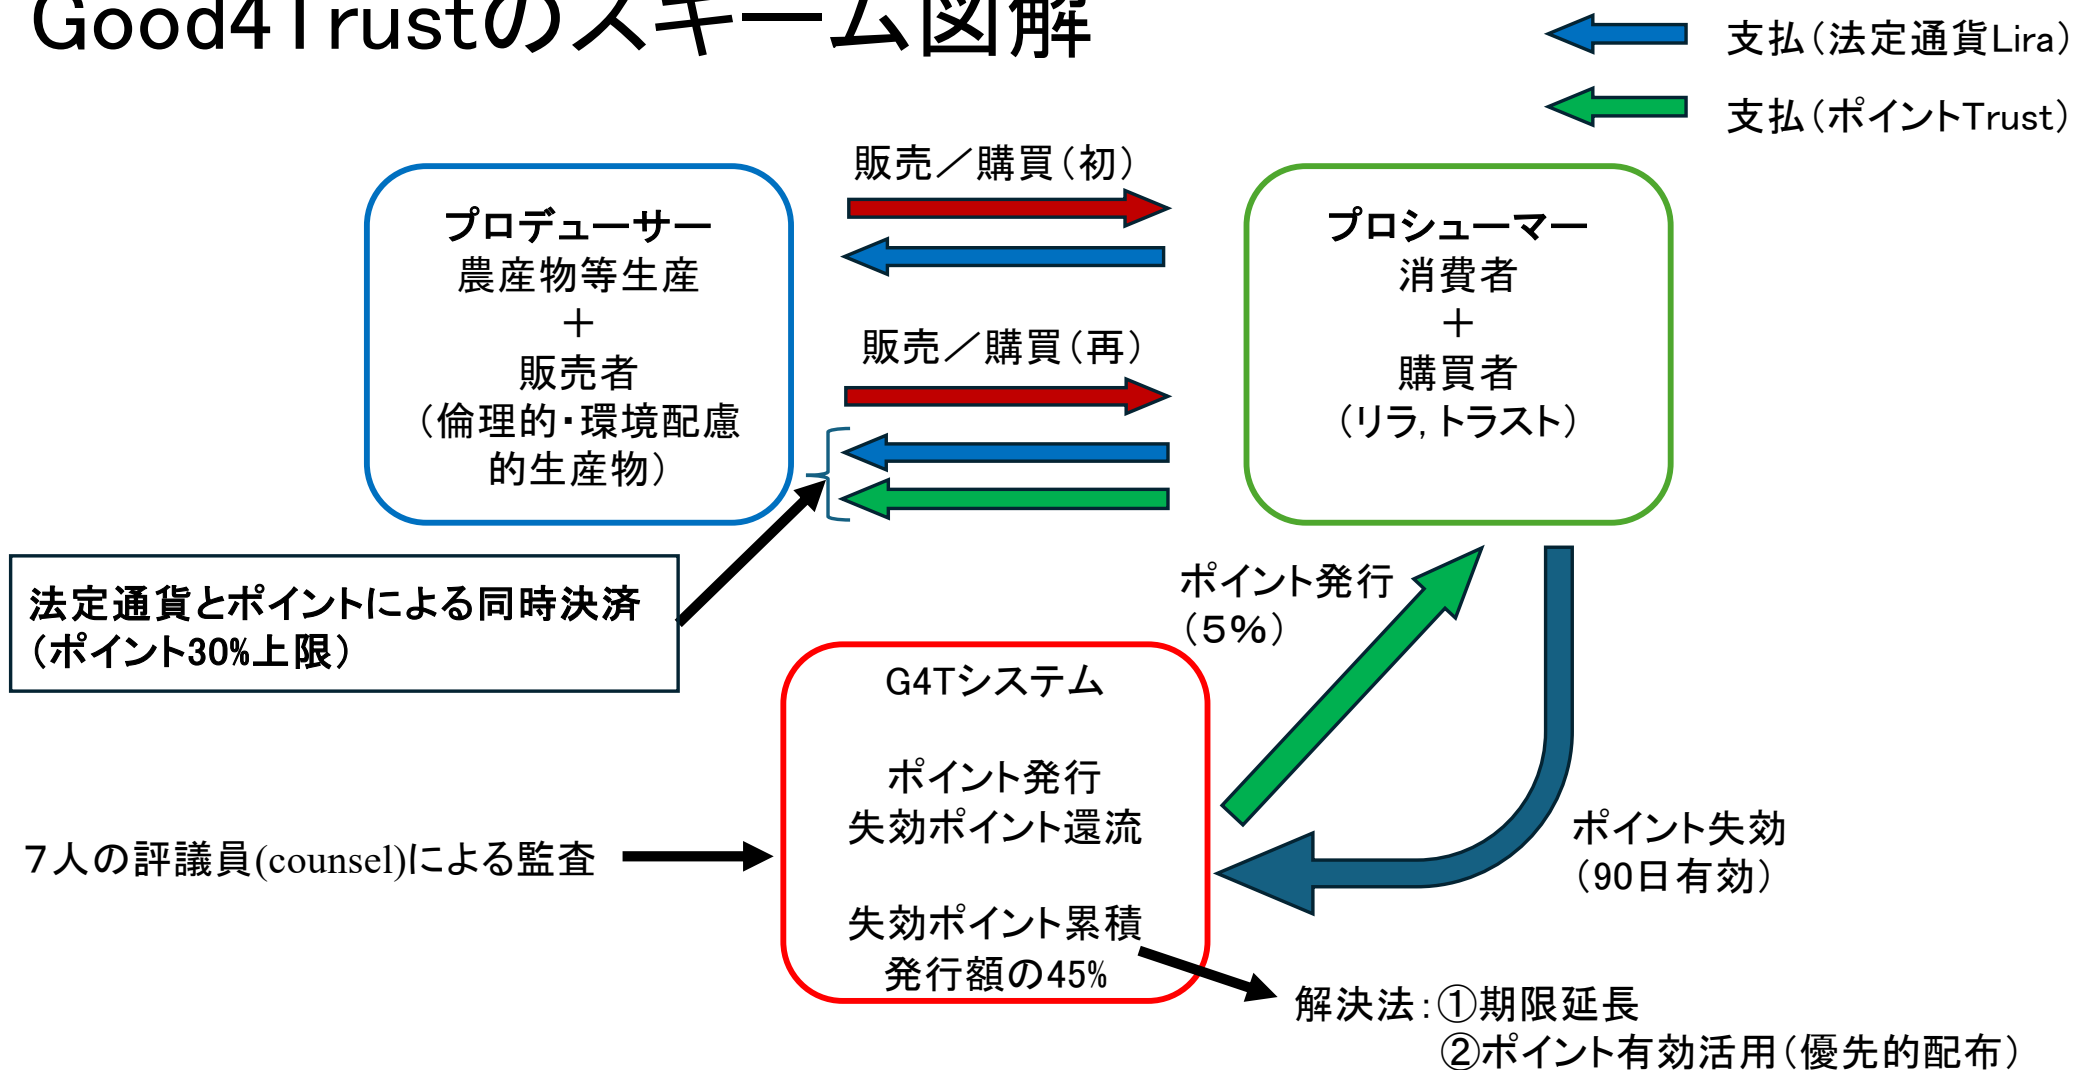 Good4Trustのスキーム図解
支払（法定通貨Lira）
支払（ポイントTrust）
販売／購買（初）
プロデューサー
農産物等生産
＋
販売者
（倫理的・環境配慮
的生産物）
プロシューマー
消費者
＋
購買者
（リラ，トラスト）
販売／購買（再）
法定通貨とポイントによる同時決済
（ポイント30%上限）
ポイント発行
（５％）
G4Tシステム
ポイント発行
失効ポイント還流
失効ポイント累積
発行額の45%
７人の評議員(counsel)による監査
ポイント失効
（90日有効）
解決法：①期限延長
②ポイント有効活用（優先的配布）